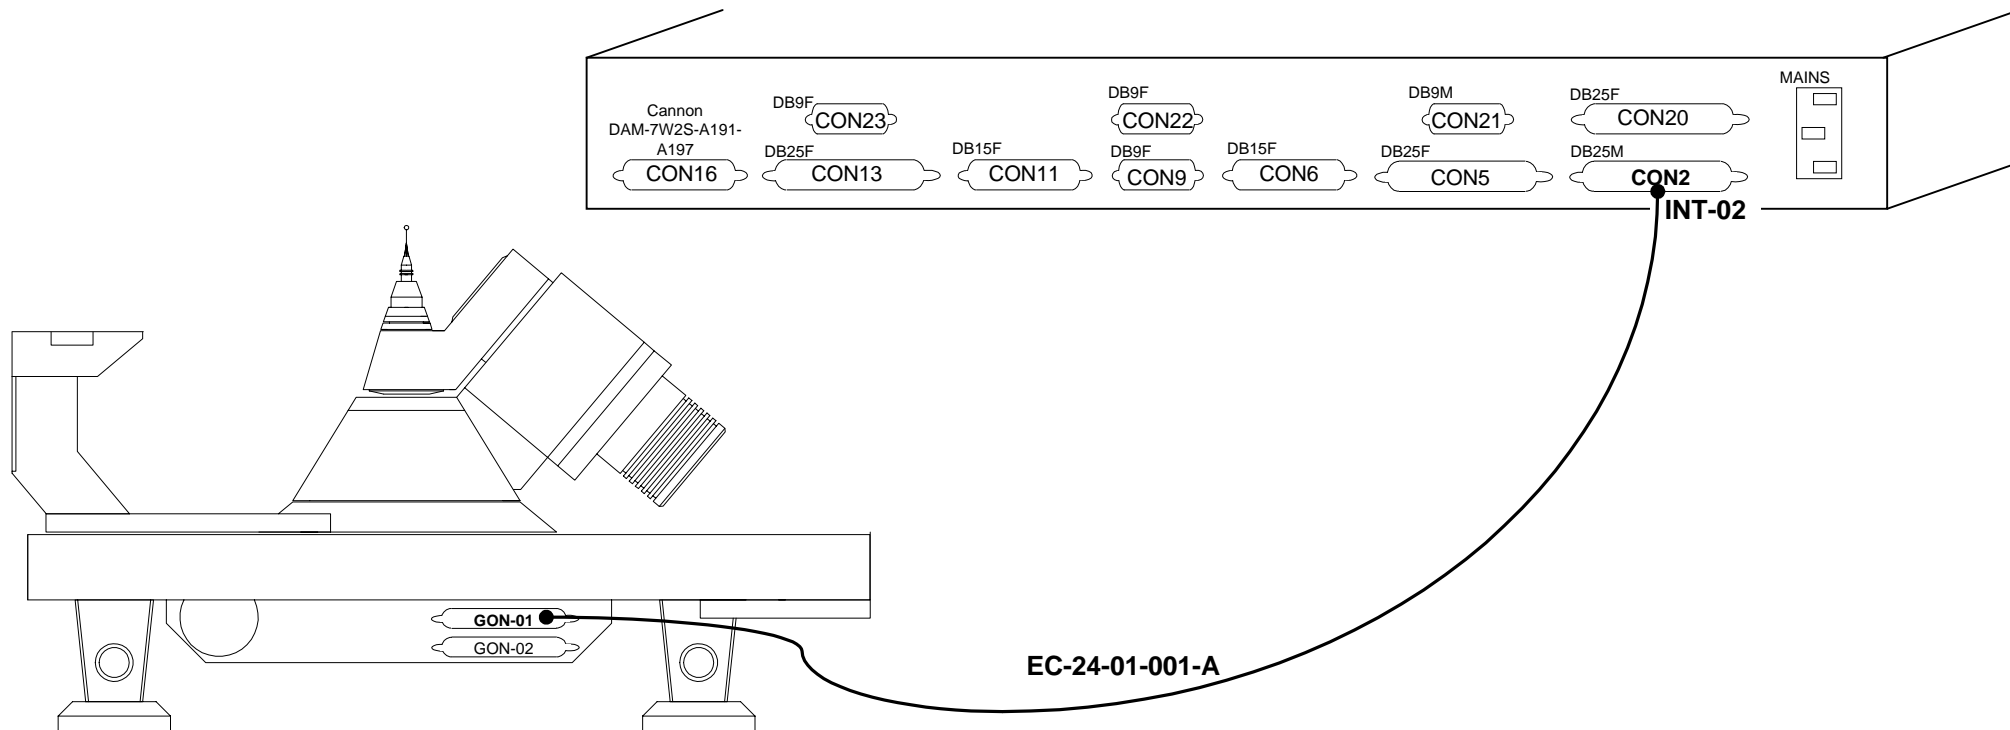 MAINS
DB9F
CON23
DB9F
CON22
DB9M
CON21
DB25F
CON20
Cannon
DAM-7W2S-A191-
A197
CON16
DB25F
CON13
DB15F
CON11
DB9F
CON9
DB15F
CON6
DB25F
CON5
DB25M
CON2
INT-02
GON-01
GON-02
EC-24-01-001-A